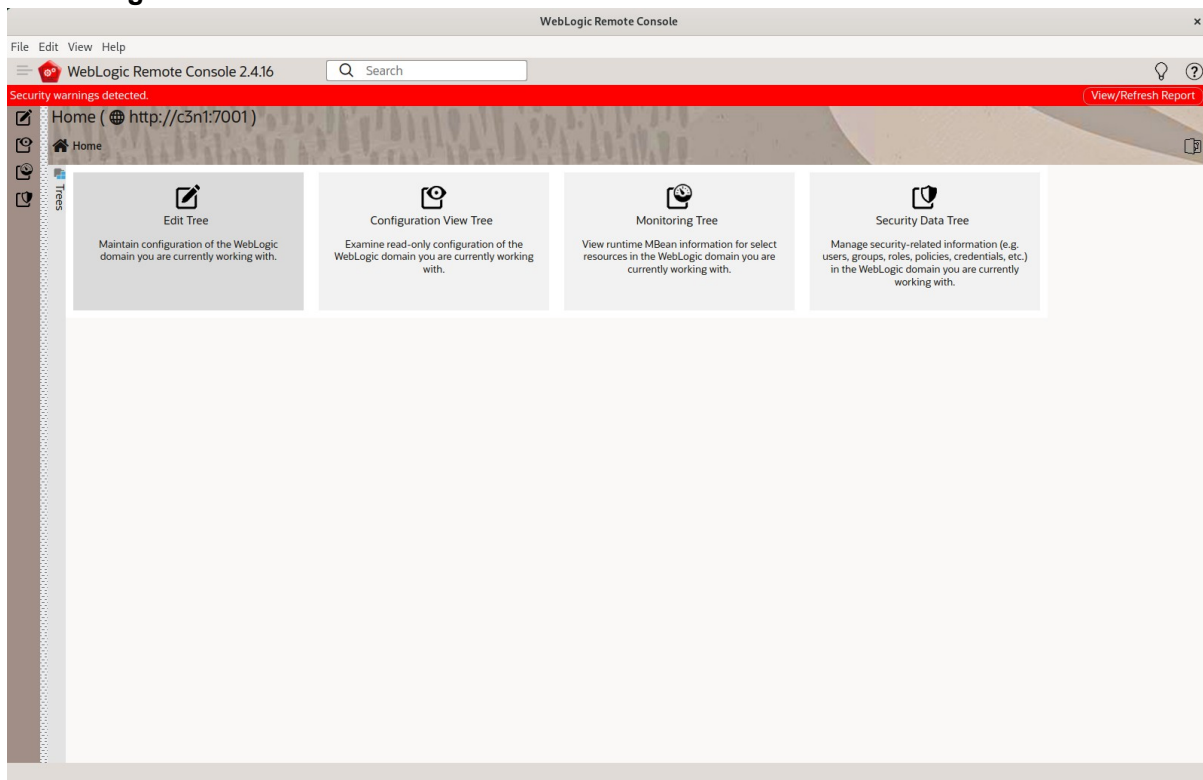 WebLogic Remote Console
File Edit View Help
WebLogic Remote Console 2.4.16
Search
Security warnings detected.
View/Refresh Report
Home ( http://c3n1:7001 )
Home
Trees
Edit Tree
Maintain configuration of the WebLogic
domain you are currently working with.
Configuration View Tree
Examine read-only configuration of the
WebLogic domain you are currently working
with.
Monitoring Tree
View runtime MBean information for select
resources in the WebLogic domain you are
currently working with.
Security Data Tree
Manage security-related information (e.g.
users, groups, roles, policies, credentials, etc.)
in the WebLogic domain you are currently
working with.